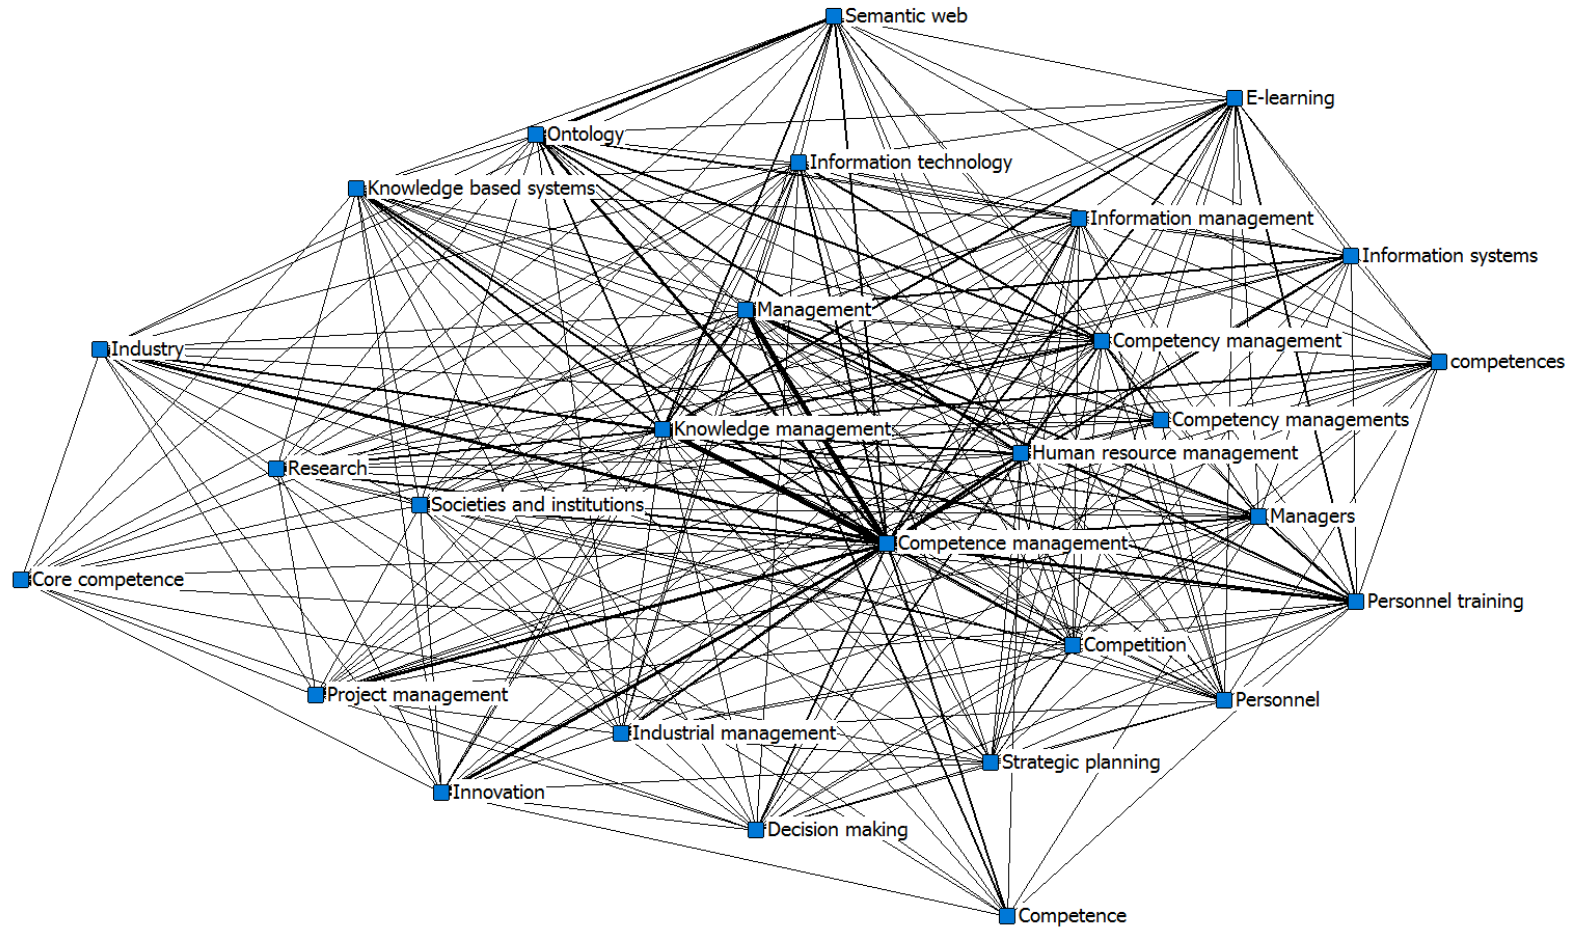 Semantic web
E-learning
Ontology
Information technology
Knowledge based systems
Information management
Information systems
Management
Competency management
Industry
competences
Competency managements
Knowledge management
Human resource management
Research
Societies and institutions
Managers
Competence management
Core competence
Personnel training
Competition
Project management
Personnel
Industrial management
Strategic planning
Innovation
Decision making
Competence